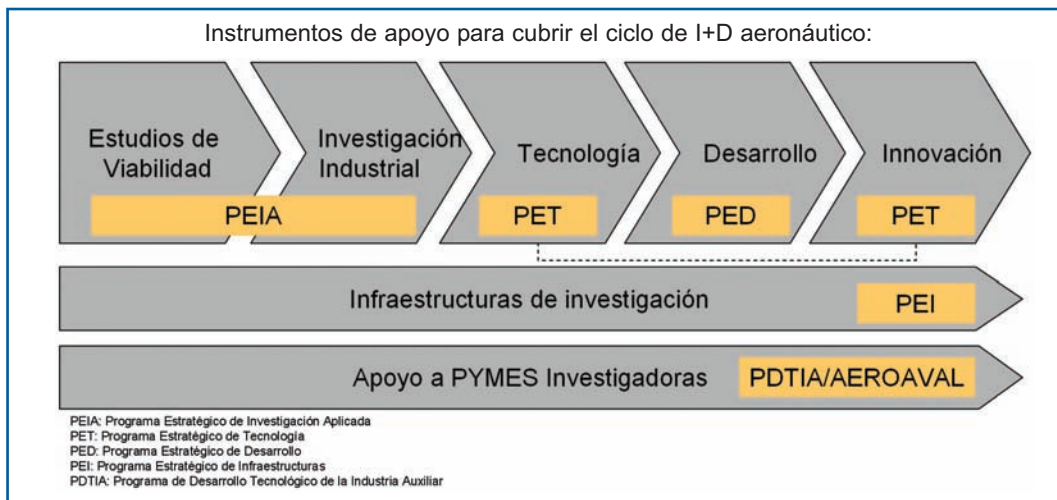 Instrumentos de apoyo para cubrir el ciclo de I+D aeronáutico:
Estudios de
Viabilidad
Investigación
Industrial
Tecnología
Desarrollo
Innovación
PEIA
PET
PED
PET
Infraestructuras de investigación
PEI
Apoyo a PYMES Investigadoras
PDTIA/AEROAVAL
PEIA: Programa Estratégico de Investigación Aplicada
PET: Programa Estratégico de Tecnología
PED: Programa Estratégico de Desarrollo
PEI: Programa Estratégico de Infraestructuras
PDTIA: Programa de Desarrollo Tecnológico de la Industria Auxiliar